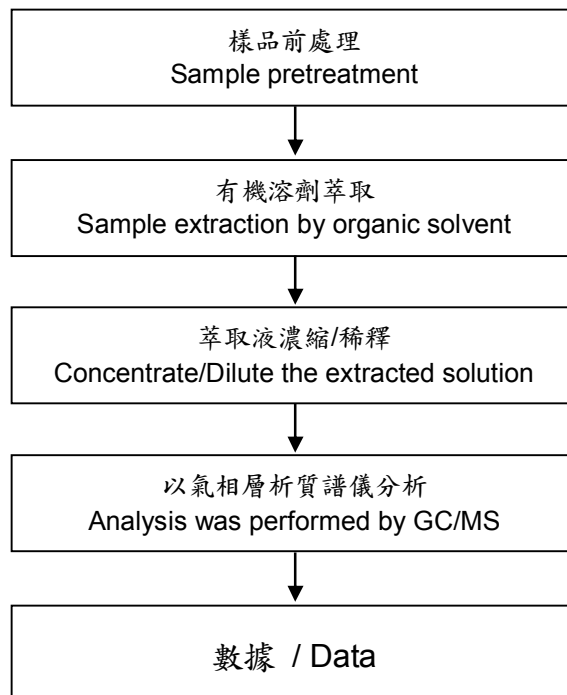 樣品前處理
Sample pretreatment
有機溶劑萃取
Sample extraction by organic solvent
萃取液濃縮/稀釋
Concentrate/Dilute the extracted solution
以氣相層析質譜儀分析
Analysis was performed by GC/MS
數據 / Data